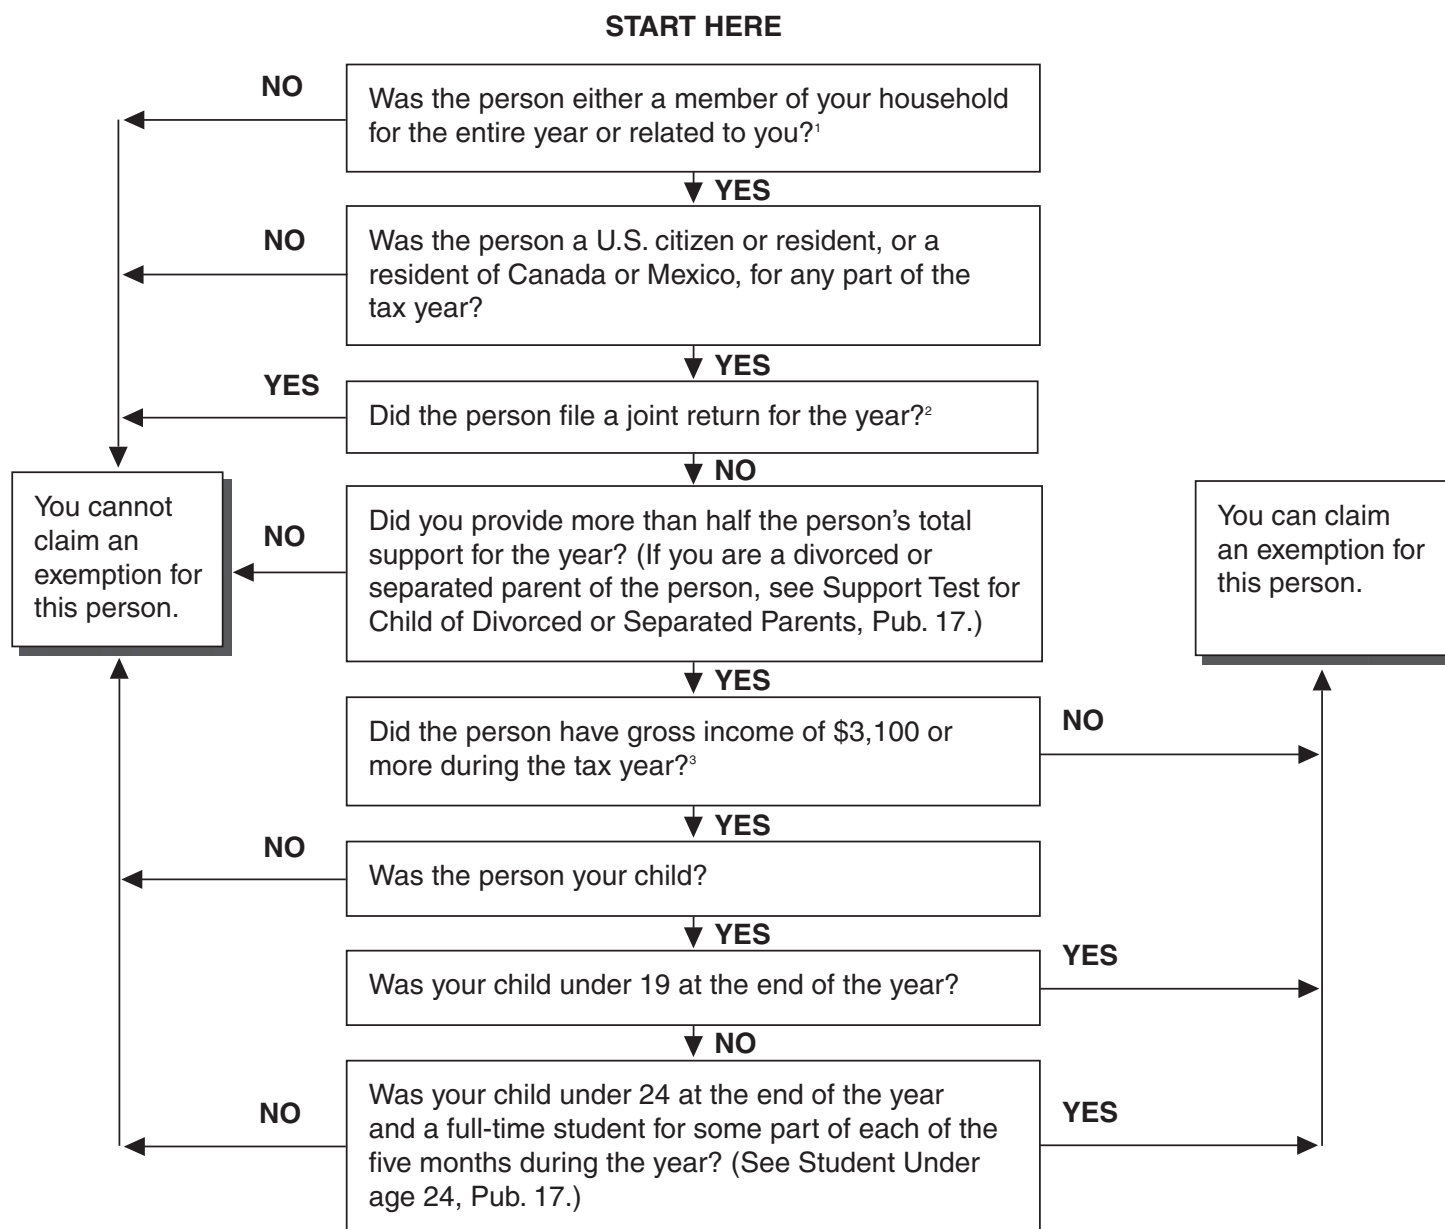 START HERE
NO
Was the person either a member of your household
for the entire year or related to you?¹
YES
NO
Was the person a U.S. citizen or resident, or a
resident of Canada or Mexico, for any part of the
tax year?
YES
YES
Did the person file a joint return for the year?²
NO
You cannot
claim an
exemption for
this person.
NO
Did you provide more than half the person's total
support for the year? (If you are a divorced or
separated parent of the person, see Support Test for
Child of Divorced or Separated Parents, Pub. 17.)
You can claim
an exemption for
this person.
YES
Did the person have gross income of $3,100 or
more during the tax year?³
NO
YES
NO
Was the person your child?
YES
Was your child under 19 at the end of the year?
YES
NO
NO
Was your child under 24 at the end of the year
and a full-time student for some part of each of the
five months during the year? (See Student Under
age 24, Pub. 17.)
YES